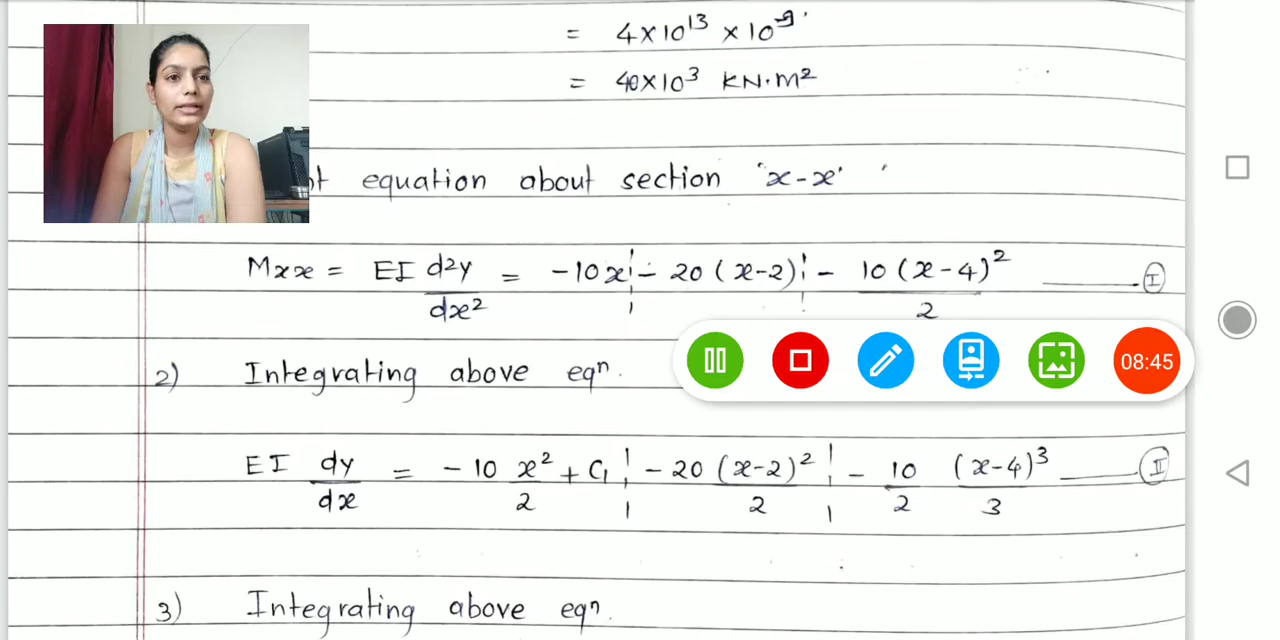 = 4×10¹³ ×10⁻⁹
= 40×10³ KN·m²
equation about section 'x-x'
Mxx = EI d²y/dx² = -10x ¦ - 20(x-2) ¦ - 10(x-4)²/2 —— Ⓘ
2) Integrating above eqⁿ.
08:45
EI dy/dx = -10 x²/2 + C₁ ¦ - 20 (x-2)²/2 ¦ - 10/2 (x-4)³/3 —— Ⓘⓘ
3) Integrating above eqⁿ.